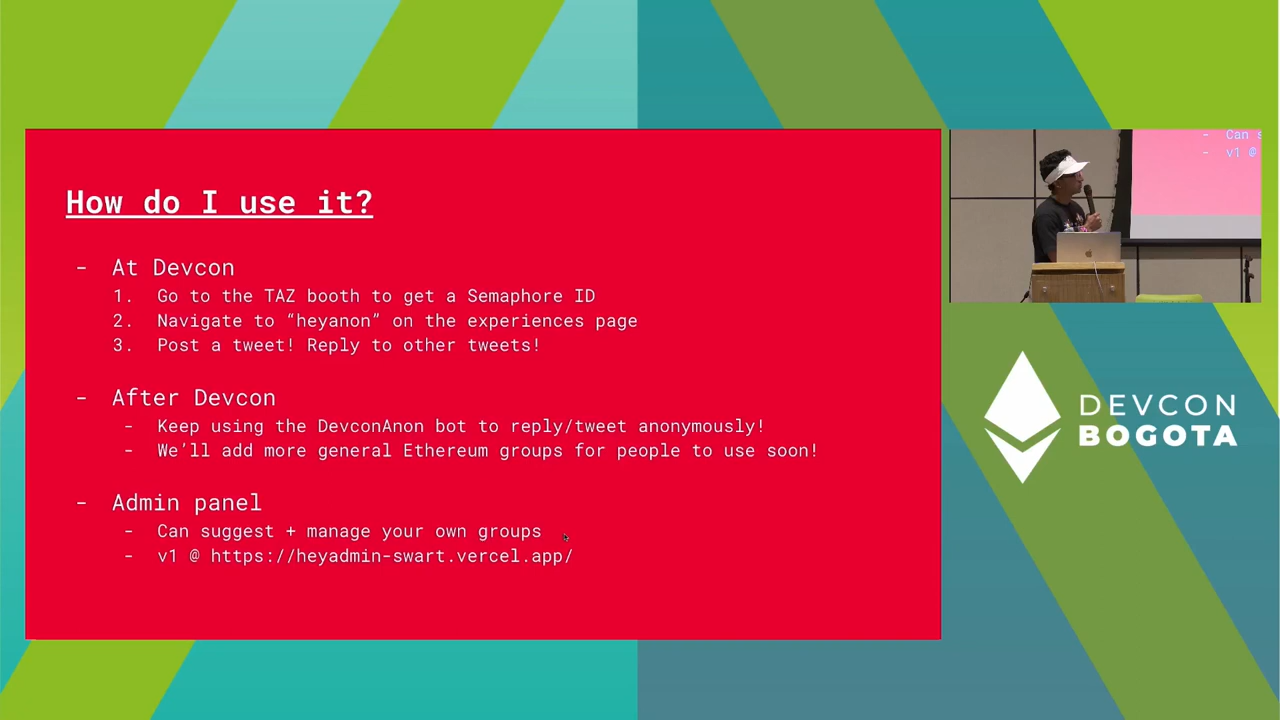 How do I use it?
- At Devcon
1. Go to the TAZ booth to get a Semaphore ID
2. Navigate to “heyanon” on the experiences page
3. Post a tweet! Reply to other tweets!
- After Devcon
- Keep using the DevconAnon bot to reply/tweet anonymously!
- We’ll add more general Ethereum groups for people to use soon!
- Admin panel
- Can suggest + manage your own groups
- v1 @ https://heyadmin-swart.vercel.app/
- Can
- v1 @
DEVCON
BOGOTA